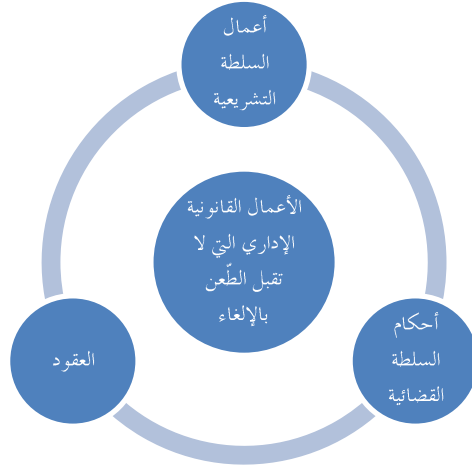 أعمال
السلطة
التشريعية
الأعمال القانونية
الإداري التي لا
تقبل الطّعن
بالإلغاء
أحكام
السلطة
القضائية
العقود